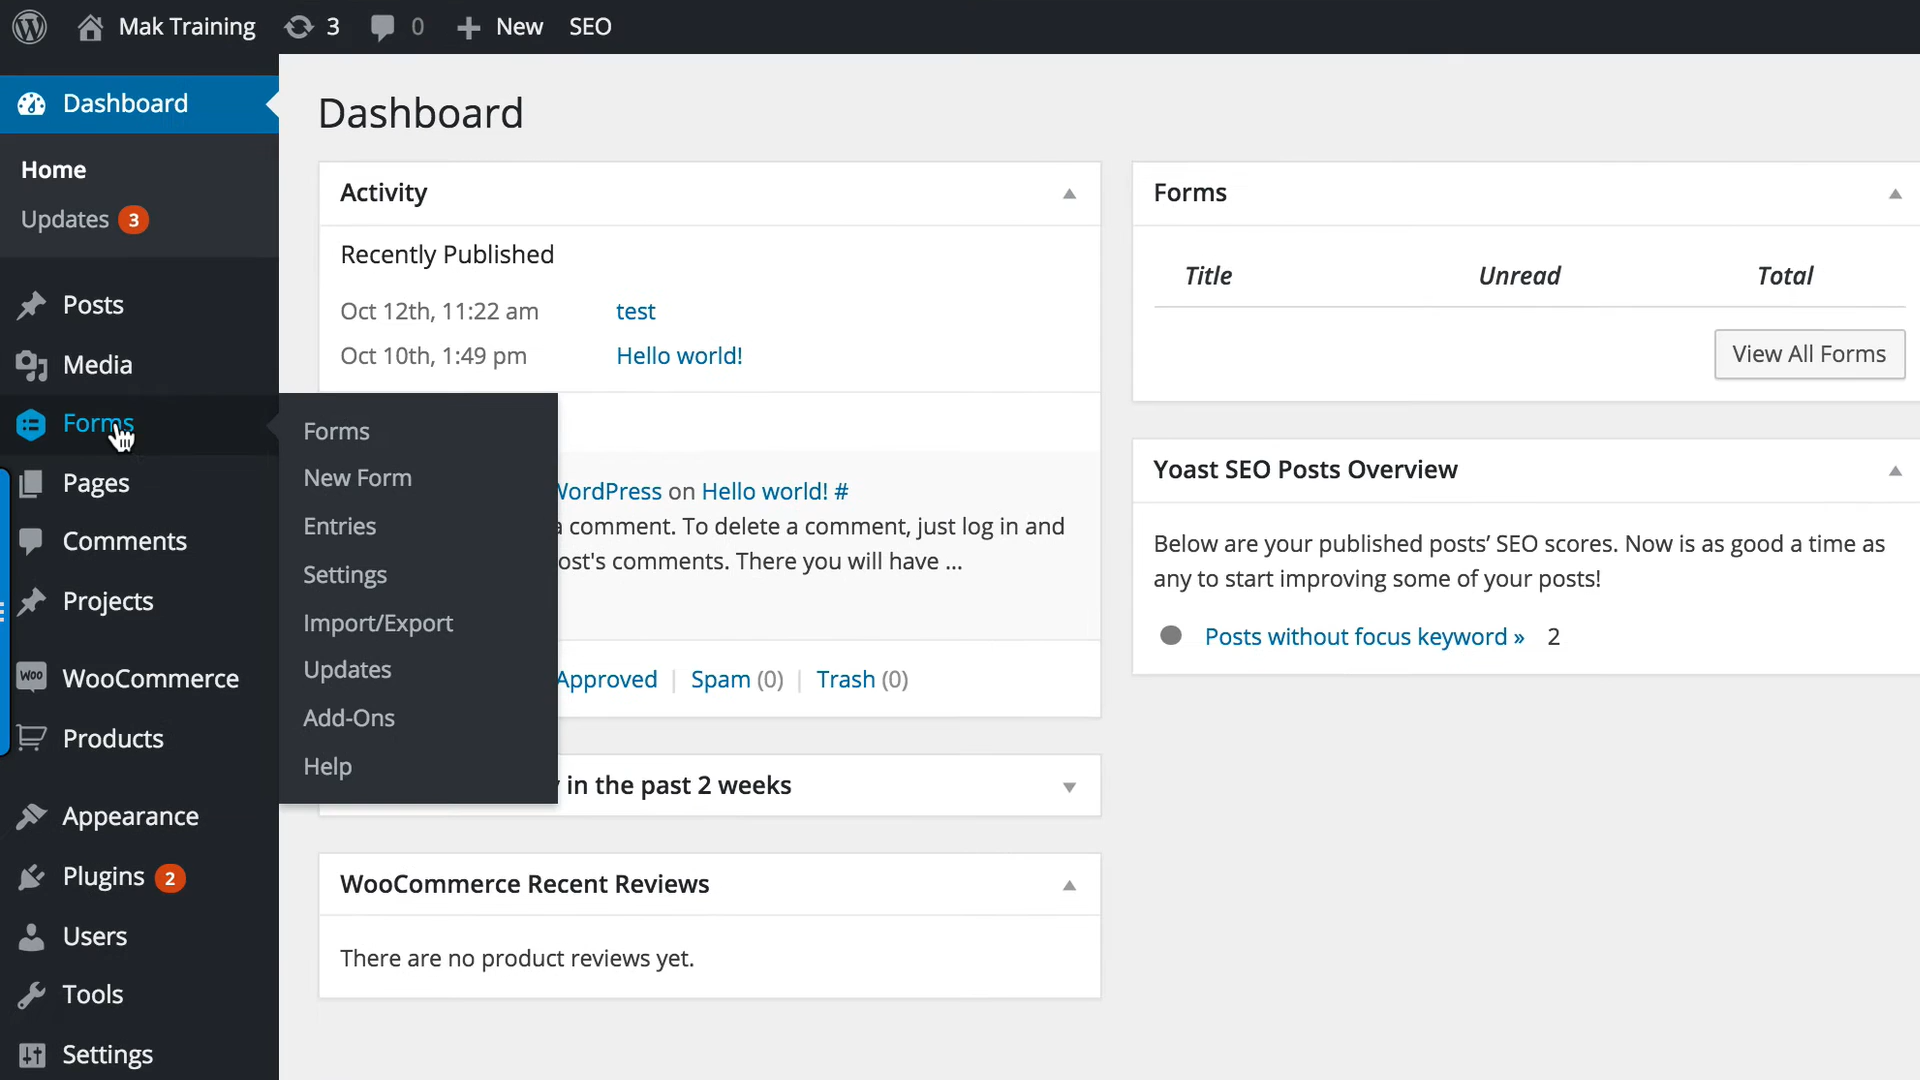 Mak Training 3 0 New SEO
Dashboard
Home
Updates 3
Posts
Media
Forms
Pages
Comments
Projects
WOO WooCommerce
Products
Appearance
Plugins 2
Users
Tools
Settings
Forms
New Form
Entries
Settings
Import/Export
Updates
Add-Ons
Help
Dashboard
Activity
Recently Published
Oct 12th, 11:22 am test
Oct 10th, 1:49 pm Hello world!
WordPress on Hello world! #
a comment. To delete a comment, just log in and
ost's comments. There you will have ...
Approved | Spam (0) | Trash (0)
in the past 2 weeks
WooCommerce Recent Reviews
There are no product reviews yet.
Forms
Title Unread Total
View All Forms
Yoast SEO Posts Overview
Below are your published posts’ SEO scores. Now is as good a time as
any to start improving some of your posts!
Posts without focus keyword » 2